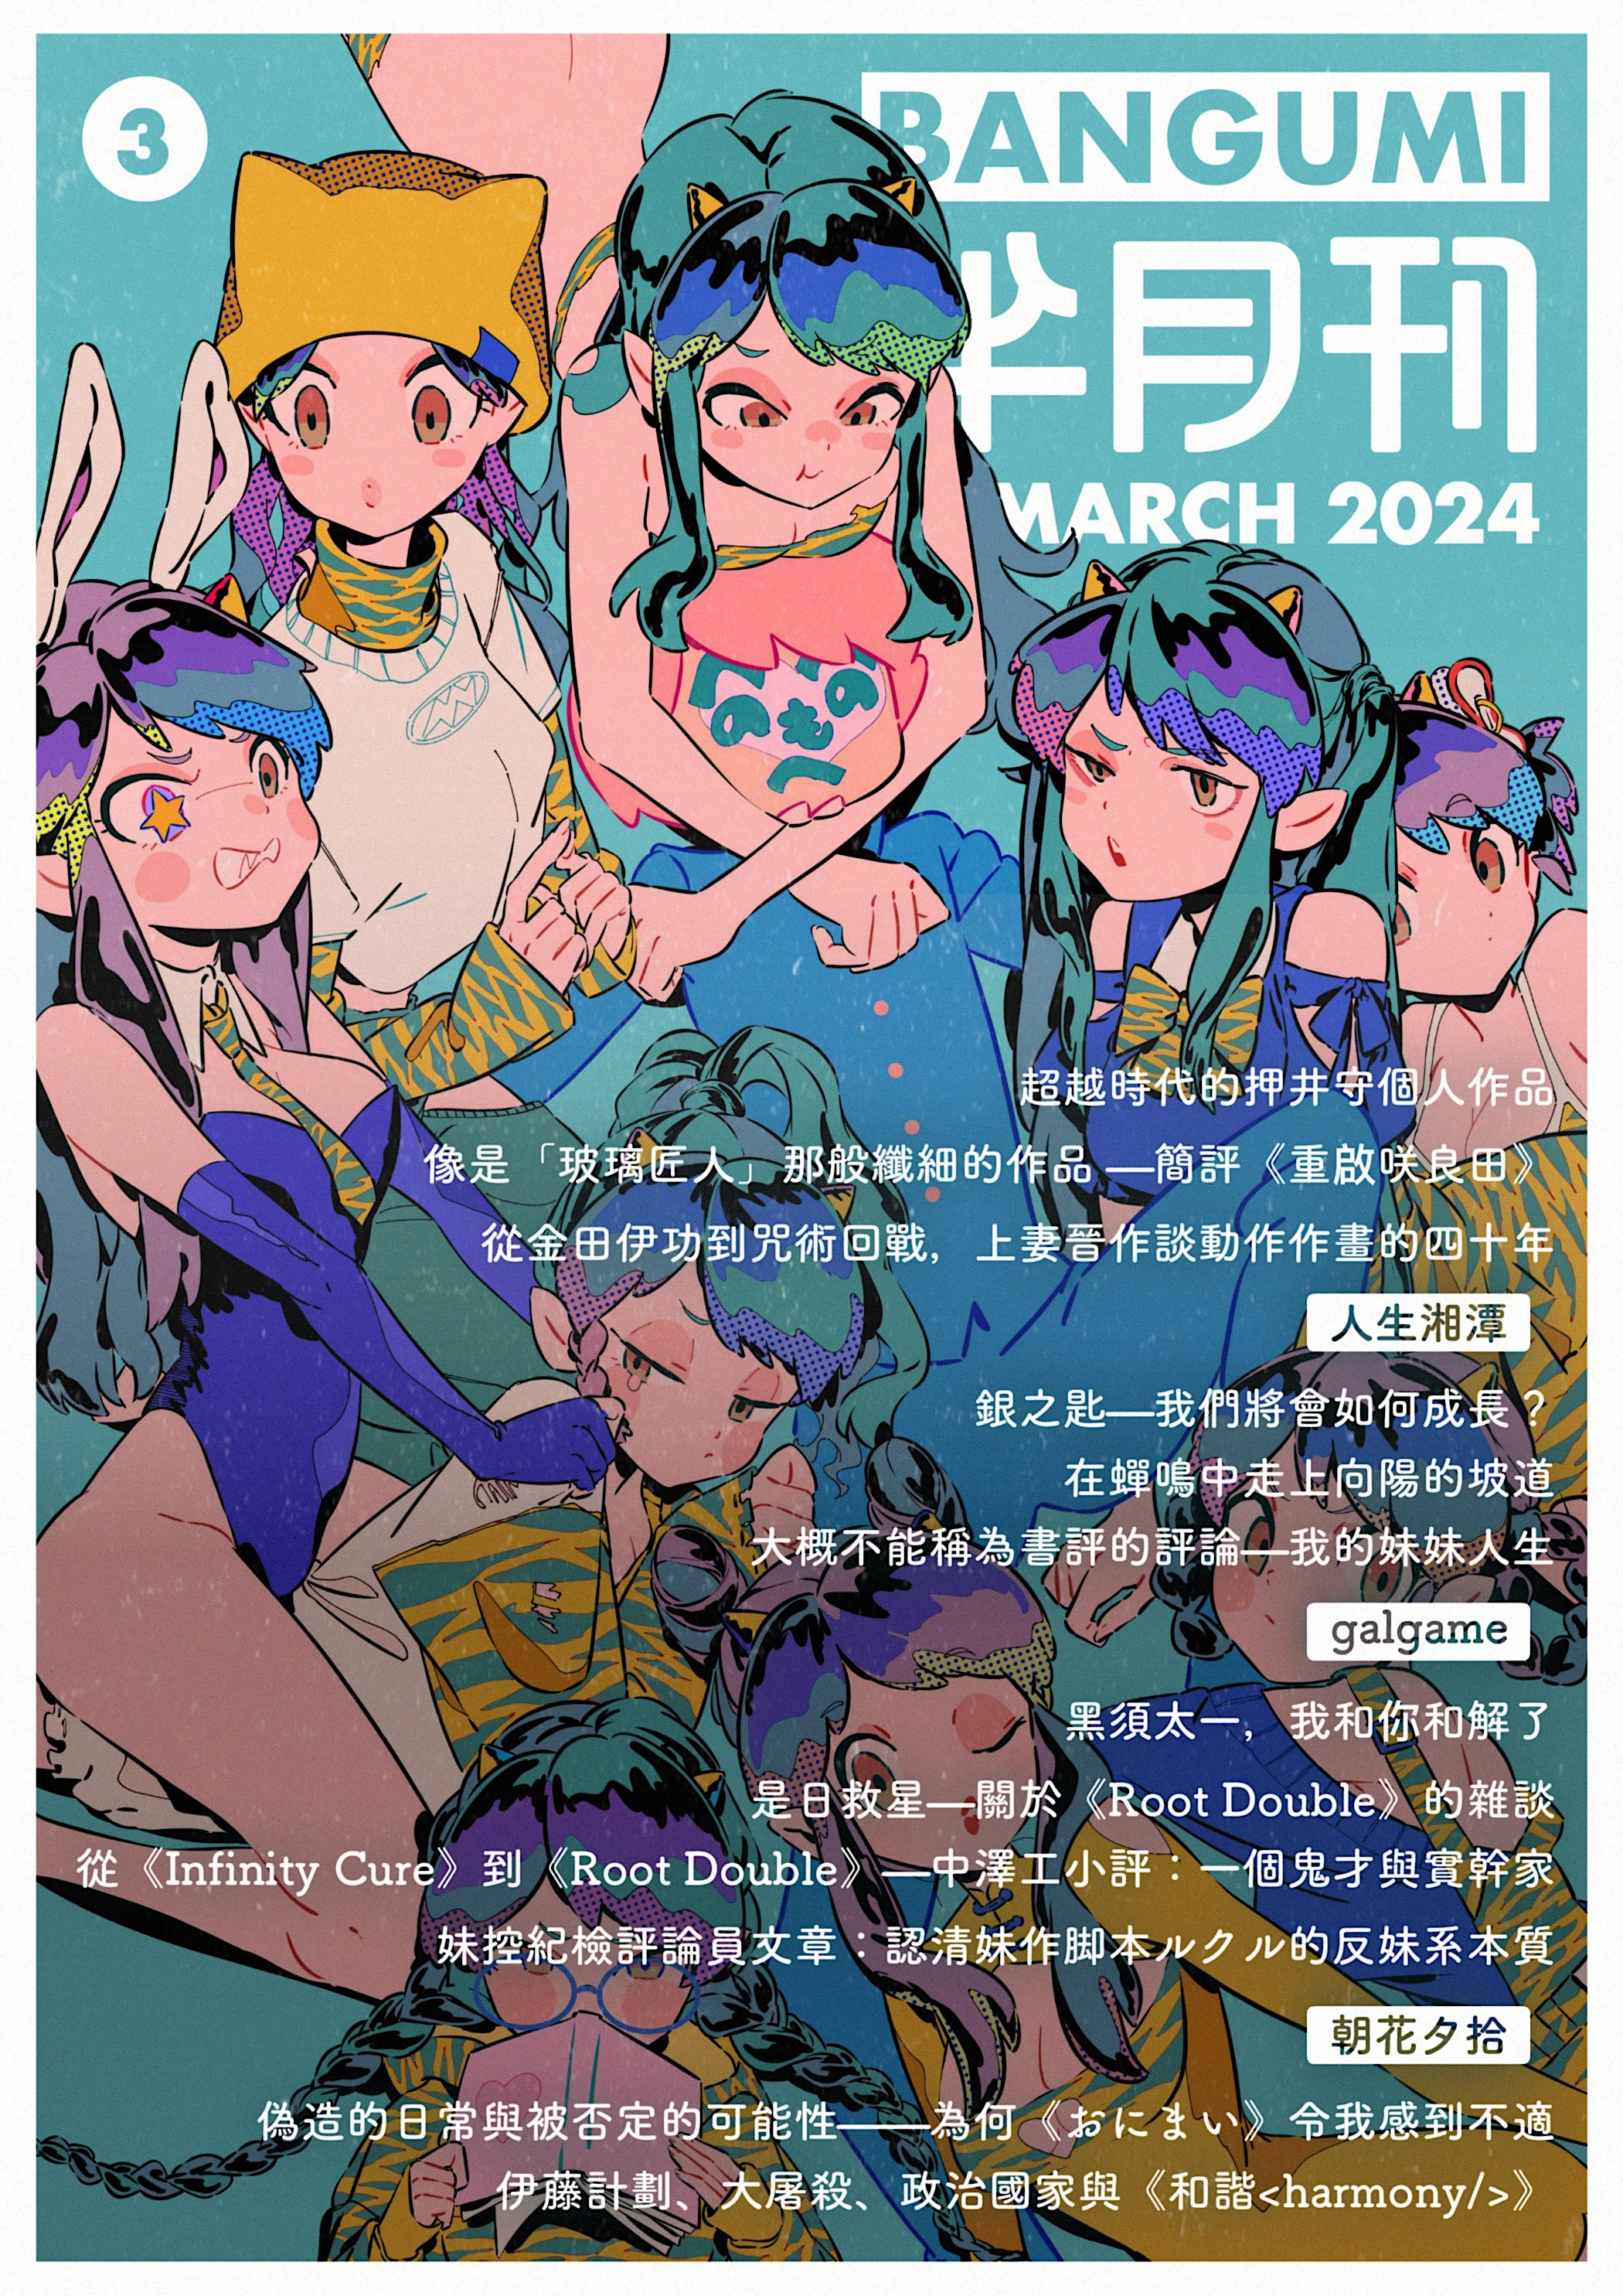 3
BANGUMI
半月刊
MARCH 2024
へへ
のの
も
へ
超越時代的押井守個人作品
像是「玻璃匠人」那般纖細的作品 —簡評《重啟咲良田》
從金田伊功到咒術回戰，上妻晉作談動作作畫的四十年
人生湘潭
銀之匙—我們將會如何成長？
在蟬鳴中走上向陽的坡道
大概不能稱為書評的評論—我的妹妹人生
galgame
黑須太一，我和你和解了
是日救星—關於《Root Double》的雜談
從《Infinity Cure》到《Root Double》—中澤工小評：一個鬼才與實幹家
妹控紀檢評論員文章：認清妹作脚本ルクル的反妹系本質
朝花夕拾
偽造的日常與被否定的可能性——為何《おにまい》令我感到不適
伊藤計劃、大屠殺、政治國家與《和諧<harmony/>》